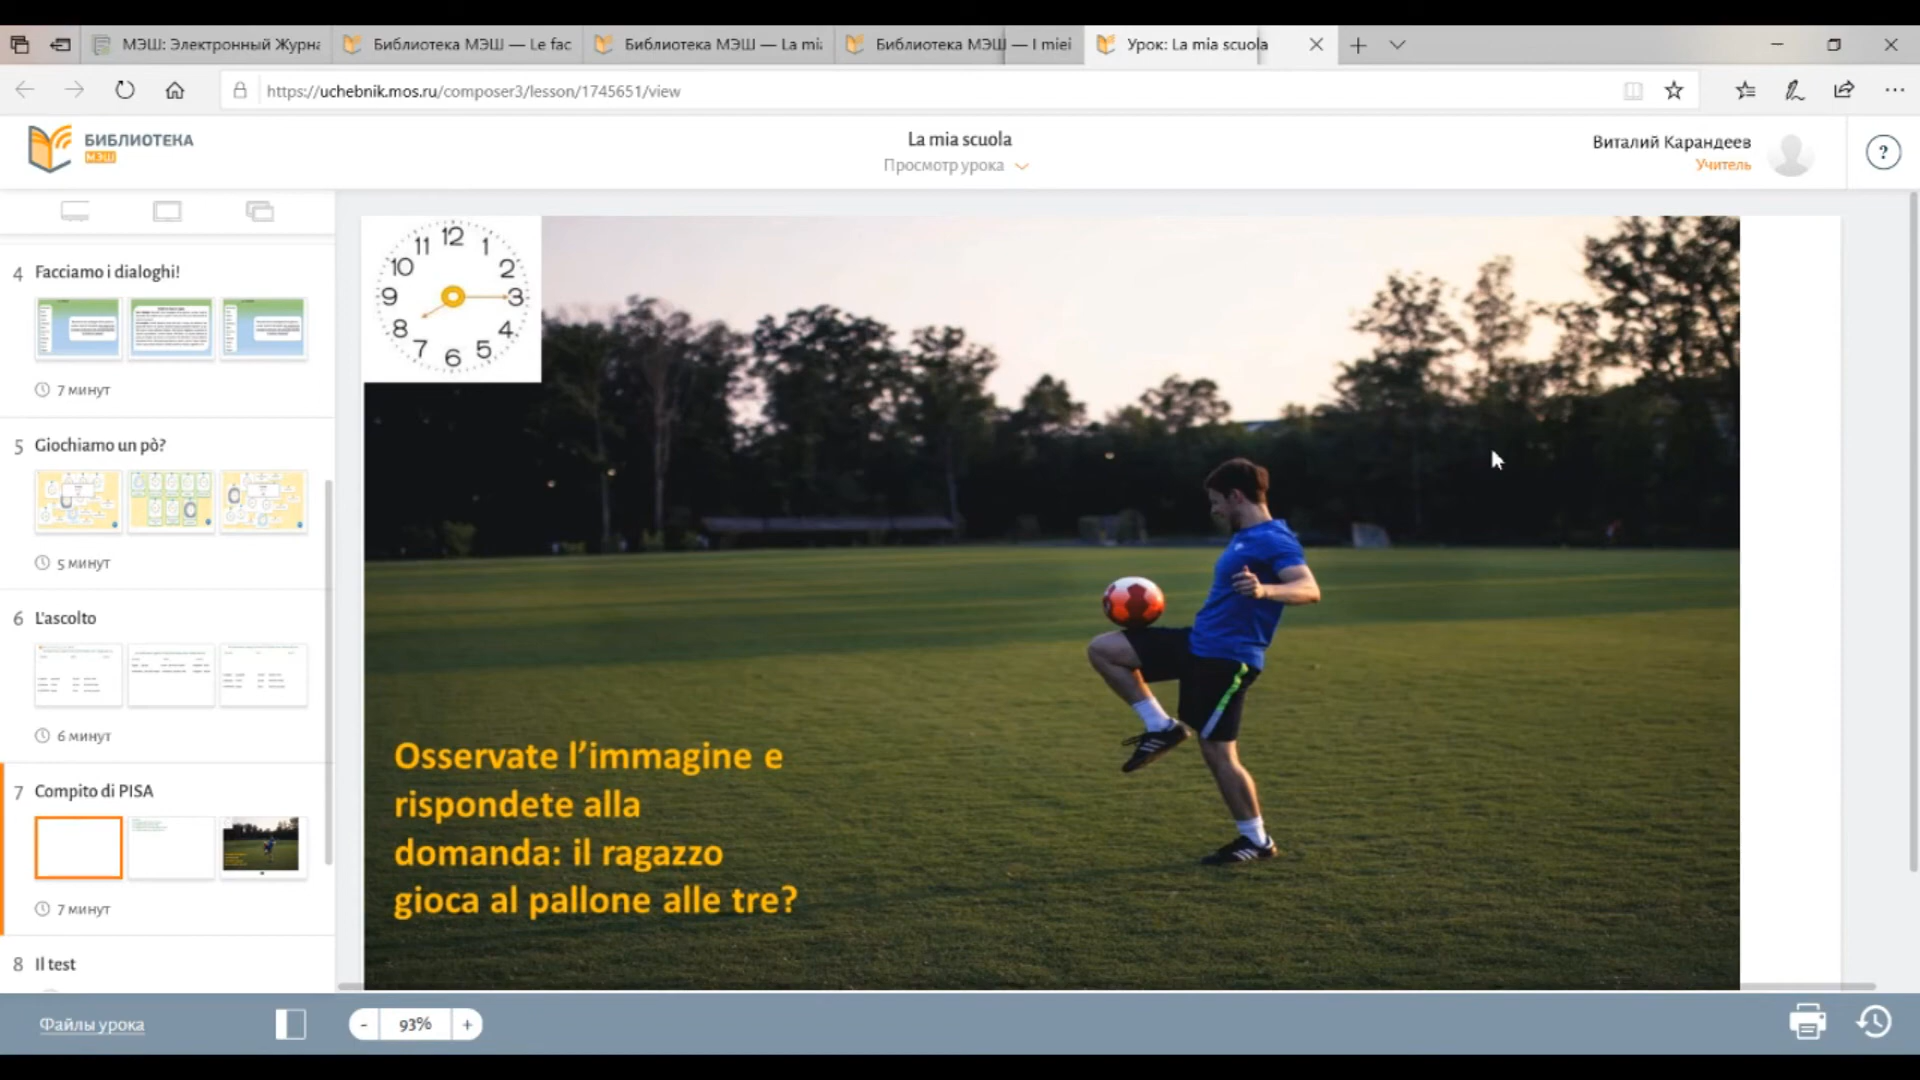 МЭШ: Электронный Журна
Библиотека МЭШ — Le fac
Библиотека МЭШ — La mi
Библиотека МЭШ — I miei
Урок: La mia scuola
https://uchebnik.mos.ru/composer3/lesson/1745651/view
БИБЛИОТЕКА
МЭШ
La mia scuola
Просмотр урока
Виталий Карандеев
Учитель
?
4 Facciamo i dialoghi!
7 минут
5 Giochiamo un pò?
5 минут
6 L'ascolto
6 минут
7 Compito di PISA
7 минут
8 Il test
12
11 1
10 2
9 3
8 4
7 5
6
Osservate l’immagine e
rispondete alla
domanda: il ragazzo
gioca al pallone alle tre?
Файлы урока
- 93% +